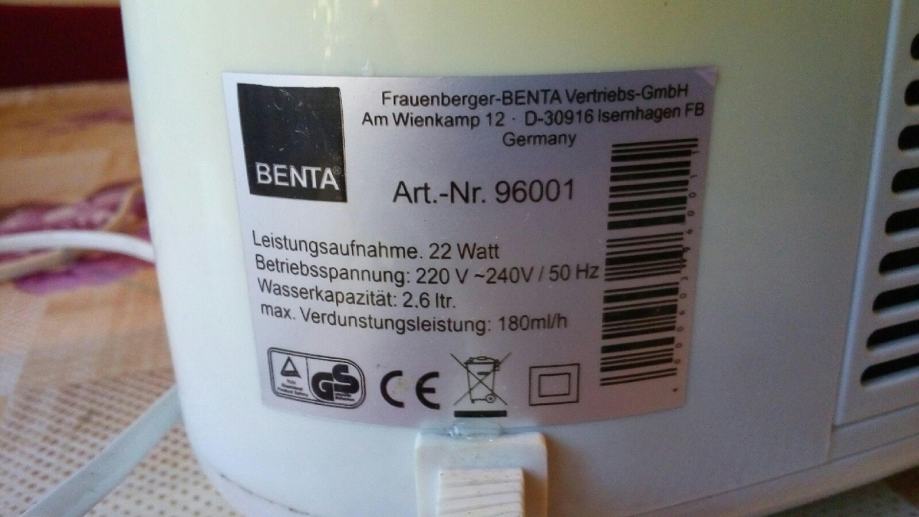 Frauenberger-BENTA Vertriebs-GmbH
Am Wienkamp 12 · D-30916 Isernhagen FB
Germany
BENTA®
Art.-Nr. 96001
Leistungsaufnahme. 22 Watt
Betriebsspannung: 220 V ~240V / 50 Hz
Wasserkapazität: 2.6 ltr.
max. Verdunstungsleistung: 180ml/h
GS
CE